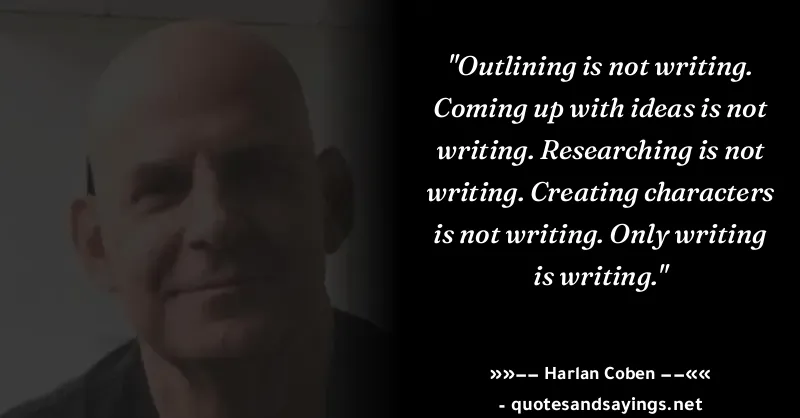 "Outlining is not writing.
Coming up with ideas is not
writing. Researching is not
writing. Creating characters
is not writing. Only writing
is writing."
»»–– Harlan Coben ––««
- quotesandsayings.net